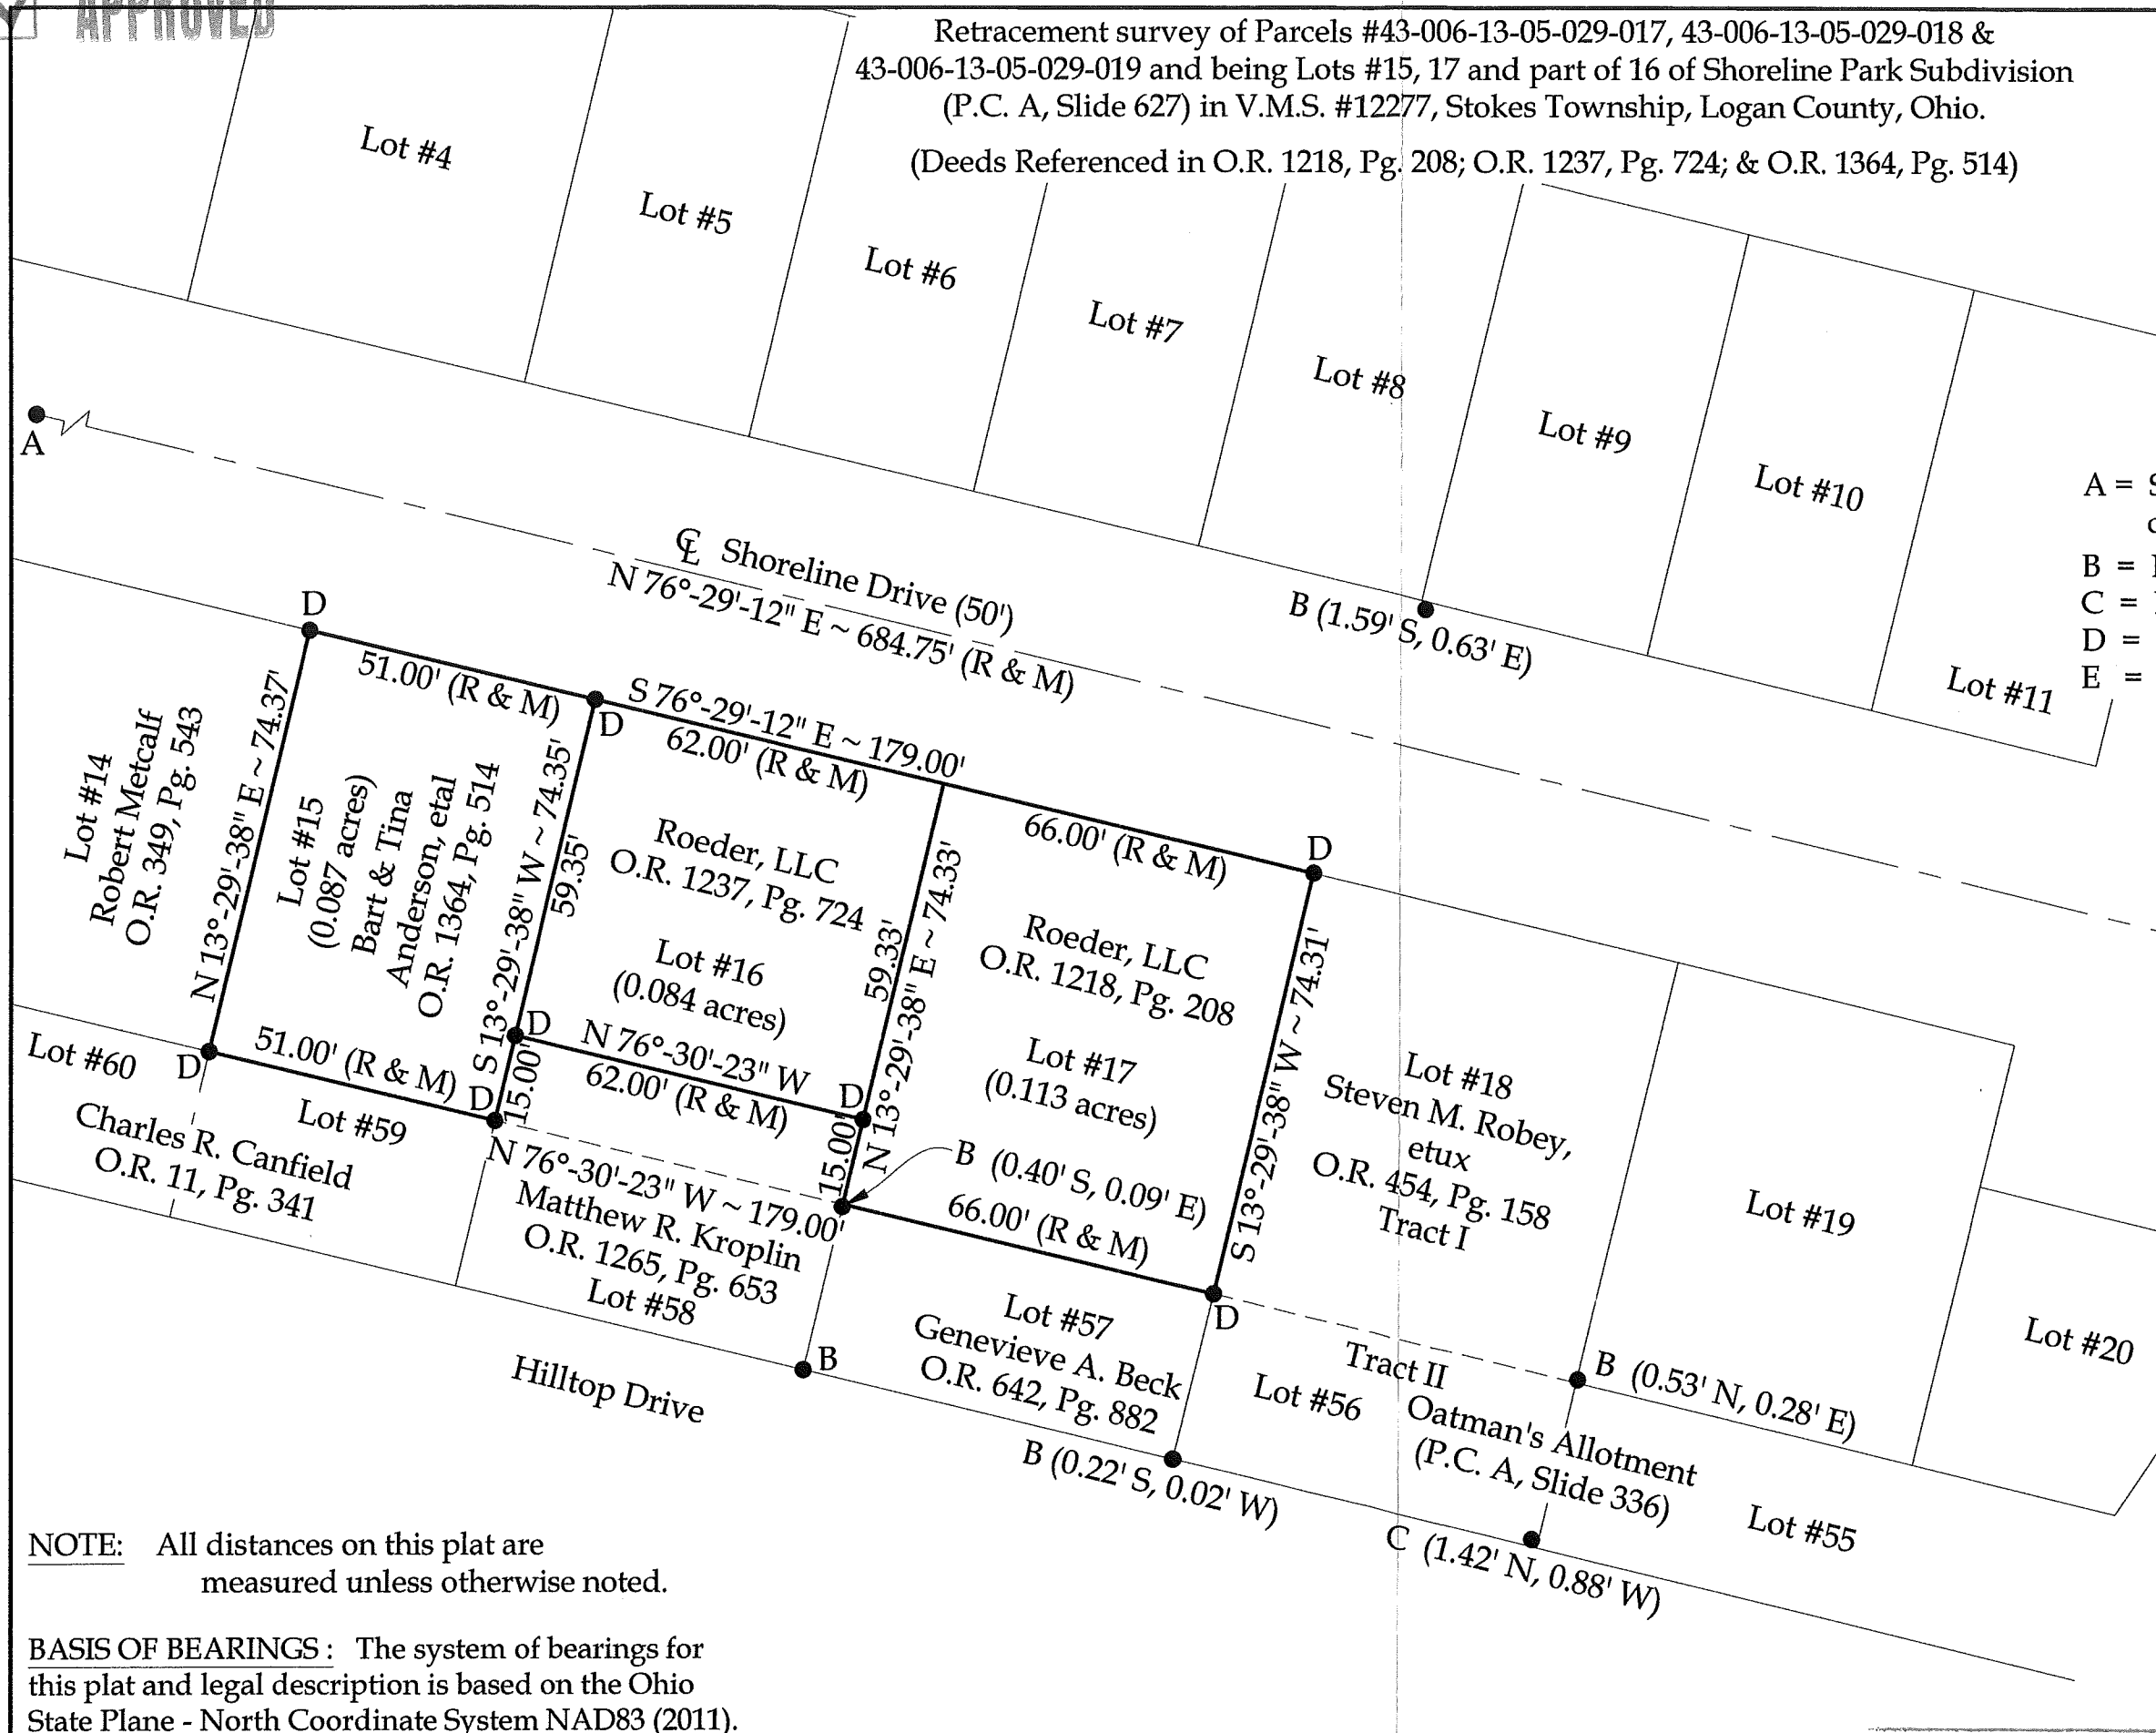 APPROVED
Retracement survey of Parcels #43-006-13-05-029-017, 43-006-13-05-029-018 &
43-006-13-05-029-019 and being Lots #15, 17 and part of 16 of Shoreline Park Subdivision
(P.C. A, Slide 627) in V.M.S. #12277, Stokes Township, Logan County, Ohio.
(Deeds Referenced in O.R. 1218, Pg. 208; O.R. 1237, Pg. 724; & O.R. 1364, Pg. 514)
Lot #4
Lot #5
Lot #6
Lot #7
Lot #8
Lot #9
Lot #10
Lot #11
A
A = S
B =
C =
D =
E =
℄ Shoreline Drive (50')
N 76°-29'-12" E ~ 684.75' (R & M)
B (1.59' S, 0.63' E)
D
51.00' (R & M)
D
S 76°-29'-12" E ~ 179.00'
62.00' (R & M)
66.00' (R & M)
D
Lot #14
Robert Metcalf
O.R. 349, Pg. 543
N 13°-29'-38" E ~ 74.37'
Lot #15
(0.087 acres)
Bart & Tina
Anderson, etal
O.R. 1364, Pg. 514
S 13°-29'-38" W ~ 74.35'
59.35'
Roeder, LLC
O.R. 1237, Pg. 724
Lot #16
(0.084 acres)
59.33'
N 13°-29'-38" E ~ 74.33'
Roeder, LLC
O.R. 1218, Pg. 208
Lot #17
(0.113 acres)
S 13°-29'-38" W ~ 74.31'
Lot #18
Steven M. Robey,
etux
O.R. 454, Pg. 158
Tract I
Lot #19
Lot #20
Lot #60
D
51.00' (R & M)
D
D
15.00'
N 76°-30'-23" W
62.00' (R & M)
D
15.00'
B (0.40' S, 0.09' E)
66.00' (R & M)
D
Lot #59
Charles R. Canfield
O.R. 11, Pg. 341
N 76°-30'-23" W ~ 179.00'
Matthew R. Kroplin
O.R. 1265, Pg. 653
Lot #58
B
Lot #57
Genevieve A. Beck
O.R. 642, Pg. 882
Hilltop Drive
B (0.22' S, 0.02' W)
Tract II
Lot #56
B (0.53' N, 0.28' E)
Oatman's Allotment
(P.C. A, Slide 336)
Lot #55
C (1.42' N, 0.88' W)
NOTE: All distances on this plat are
measured unless otherwise noted.
BASIS OF BEARINGS : The system of bearings for
this plat and legal description is based on the Ohio
State Plane - North Coordinate System NAD83 (2011).